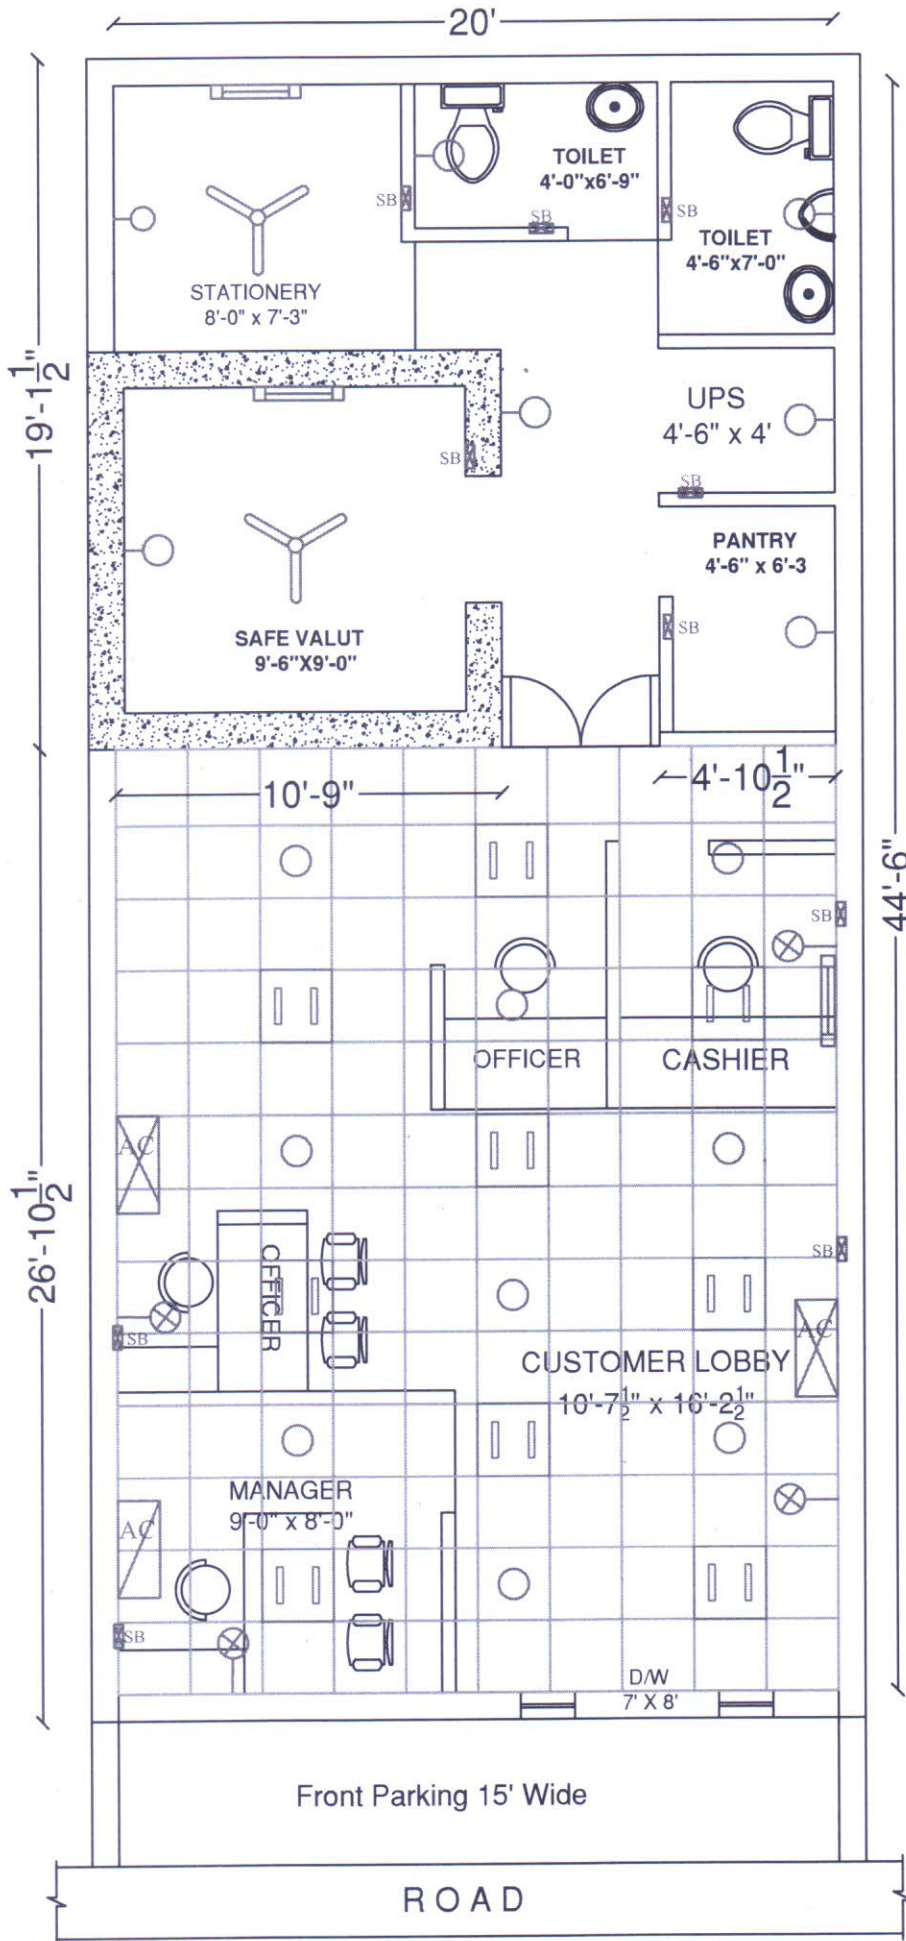 20'
TOILET
4'-0"x6'-9"
SB
SB
SB
TOILET
4'-6"x7'-0"
STATIONERY
8'-0" x 7'-3"
19'-1 1/2"
UPS
4'-6" x 4'
SB
SB
PANTRY
4'-6" x 6'-3
SB
SAFE VALUT
9'-6"X9'-0"
10'-9"
4'-10 1/2"
44'-6"
SB
OFFICER
CASHIER
AC
26'-10 1/2"
OFFICER
SB
SB
AC
CUSTOMER LOBBY
10'-7 1/2" x 16'-2 1/2"
MANAGER
9'-0" x 8'-0"
AC
SB
D/W
7' X 8'
Front Parking 15' Wide
ROAD